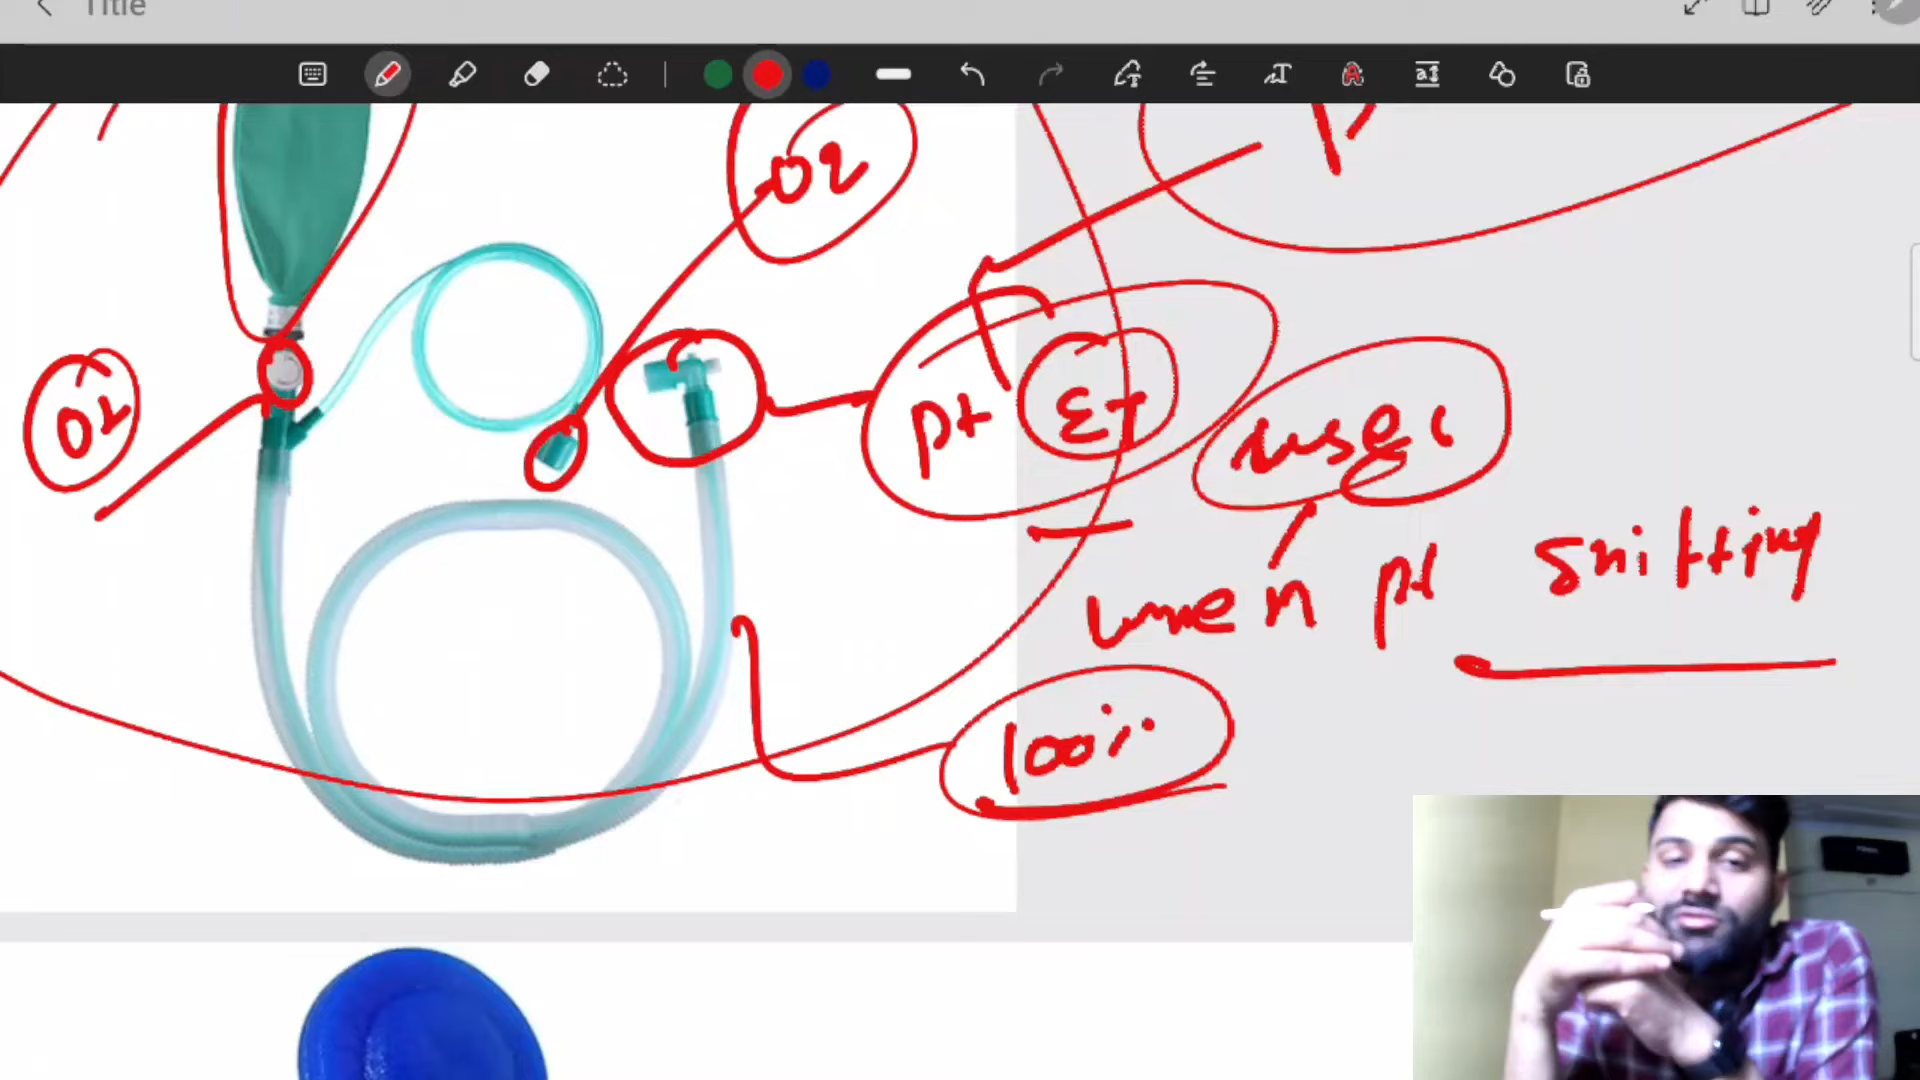 Title
O2
O2
pt ET
used
when pt shifting
100%